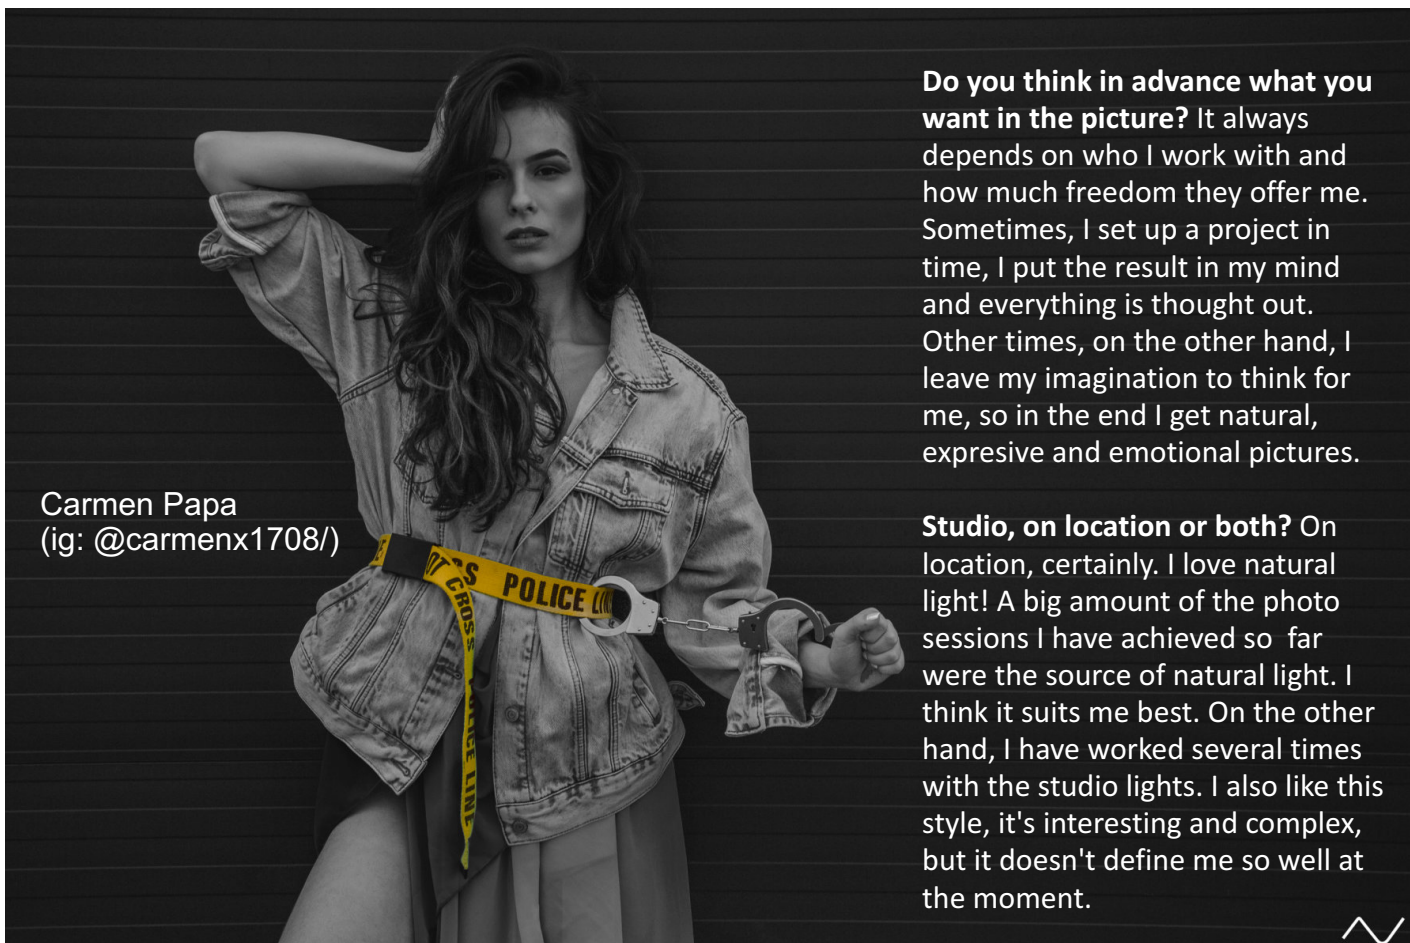 Do you think in advance what you
want in the picture? It always
depends on who I work with and
how much freedom they offer me.
Sometimes, I set up a project in
time, I put the result in my mind
and everything is thought out.
Other times, on the other hand, I
leave my imagination to think for
me, so in the end I get natural,
expresive and emotional pictures.
Studio, on location or both? On
location, certainly. I love natural
light! A big amount of the photo
sessions I have achieved so  far
were the source of natural light. I
think it suits me best. On the other
hand, I have worked several times
with the studio lights. I also like this
style, it's interesting and complex,
but it doesn't define me so well at
the moment.
Carmen Papa
(ig: @carmenx1708/)
POLICE LIN
CROSS
POLICE LINE